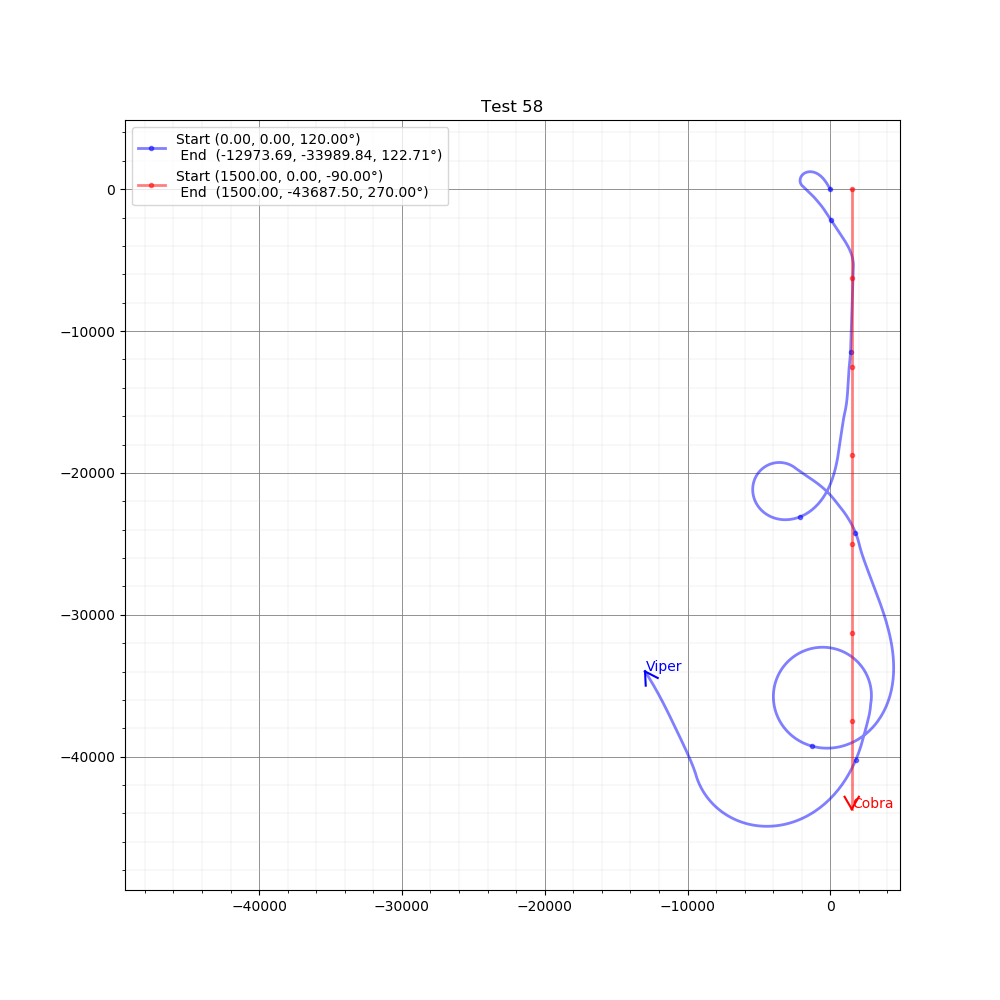 Test 58
Start (0.00, 0.00, 120.00°)
End (-12973.69, -33989.84, 122.71°)
Start (1500.00, 0.00, -90.00°)
End (1500.00, -43687.50, 270.00°)
0
−10000
−20000
−30000
−40000
Viper
Cobra
−40000
−30000
−20000
−10000
0